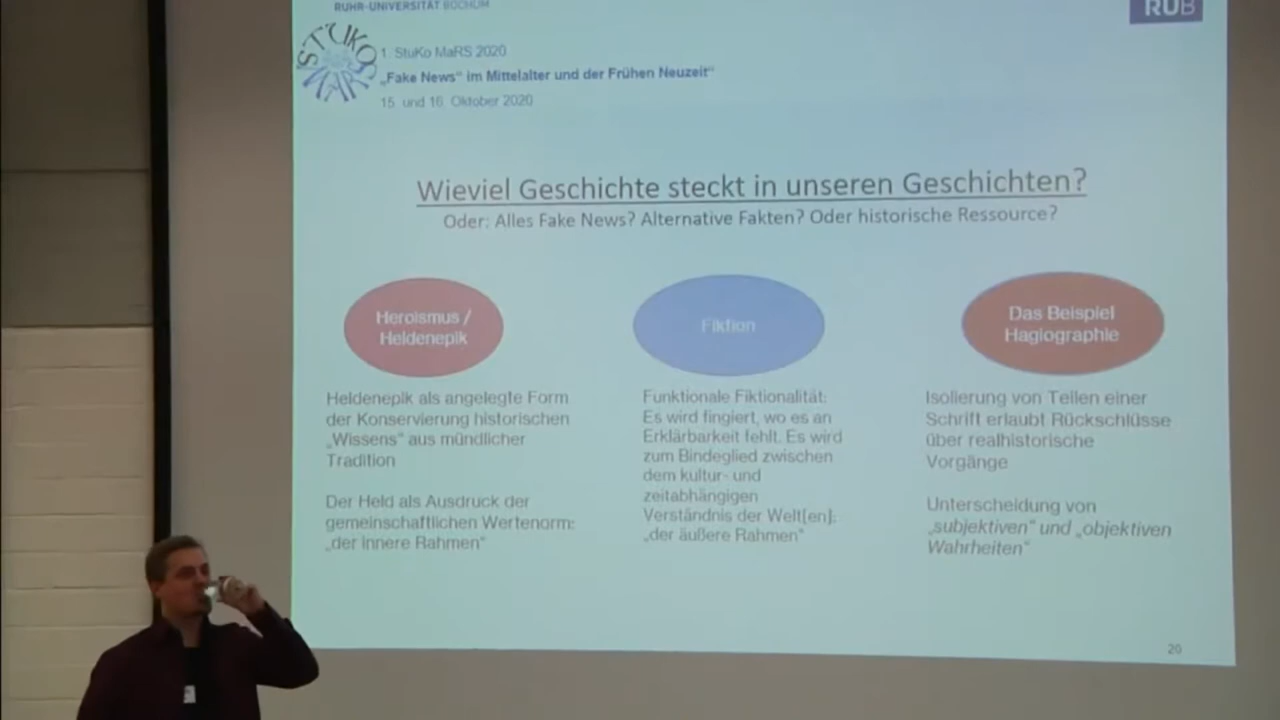 RUHR-UNIVERSITÄT BOCHUM
RUB
STUKO
MARS
1. StuKo MaRS 2020
„Fake News“ im Mittelalter und der Frühen Neuzeit“
15. und 16. Oktober 2020
Wieviel Geschichte steckt in unseren Geschichten?
Oder: Alles Fake News? Alternative Fakten? Oder historische Ressource?
Heroismus /
Heldenepik
Heldenepik als angelegte Form
der Konservierung historischen
„Wissens“ aus mündlicher
Tradition
Der Held als Ausdruck der
gemeinschaftlichen Wertenorm:
„der innere Rahmen“
Fiktion
Funktionale Fiktionalität:
Es wird fingiert, wo es an
Erklärbarkeit fehlt. Es wird
zum Bindeglied zwischen
dem kultur- und
zeitabhängigen
Verständnis der Welt[en]:
„der äußere Rahmen“
Das Beispiel
Hagiographie
Isolierung von Teilen einer
Schrift erlaubt Rückschlüsse
über realhistorische
Vorgänge
Unterscheidung von
„subjektiven“ und „objektiven
Wahrheiten“
20